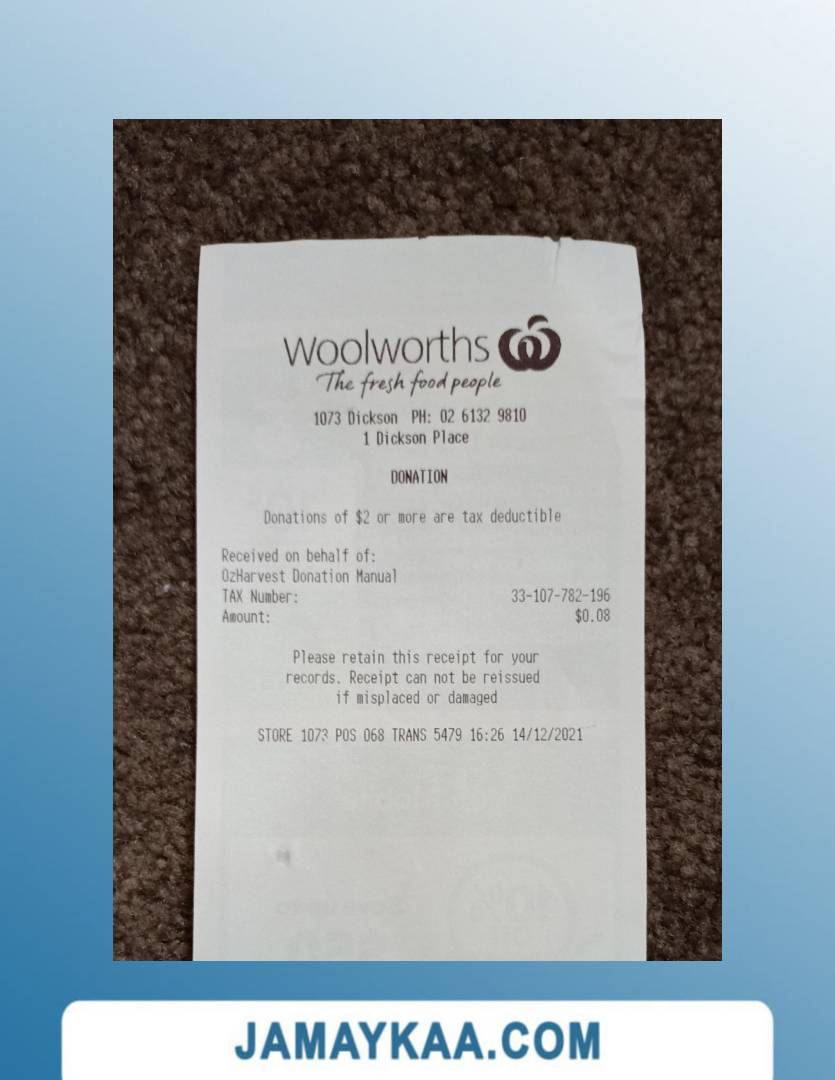 Woolworths
The fresh food people
1073 Dickson PH: 02 6132 9810
1 Dickson Place
DONATION
Donations of $2 or more are tax deductible
Received on behalf of:
OzHarvest Donation Manual
TAX Number: 33-107-782-196
Amount: $0.08
Please retain this receipt for your
records. Receipt can not be reissued
if misplaced or damaged
STORE 1073 POS 068 TRANS 5479 16:26 14/12/2021
JAMAYKAA.COM